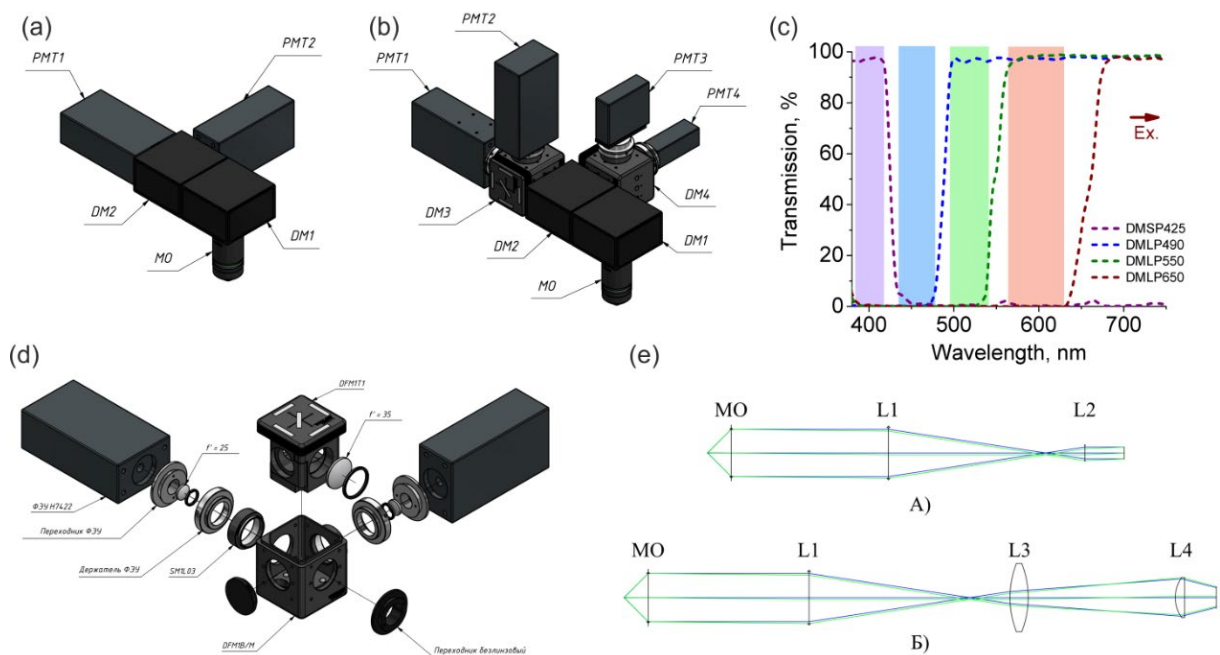 (a)
PMT1
PMT2
DM2
MO
DM1
(b)
PMT1
PMT2
PMT3
PMT4
DM3
DM4
DM2
DM1
MO
(c)
Transmission, %
100
80
60
40
20
0
400 500 600 700
Wavelength, nm
Ex.
DMSP425
DMLP490
DMLP550
DMLP650
(d)
DFM1T1
f' = 35
f' = 25
ФЭУ H7422
Переходник ФЭУ
Держатель ФЭУ
SM1L03
DFM1B/M
Переходник безлинзовый
(e)
MO L1 L2
А)
MO L1 L3 L4
Б)